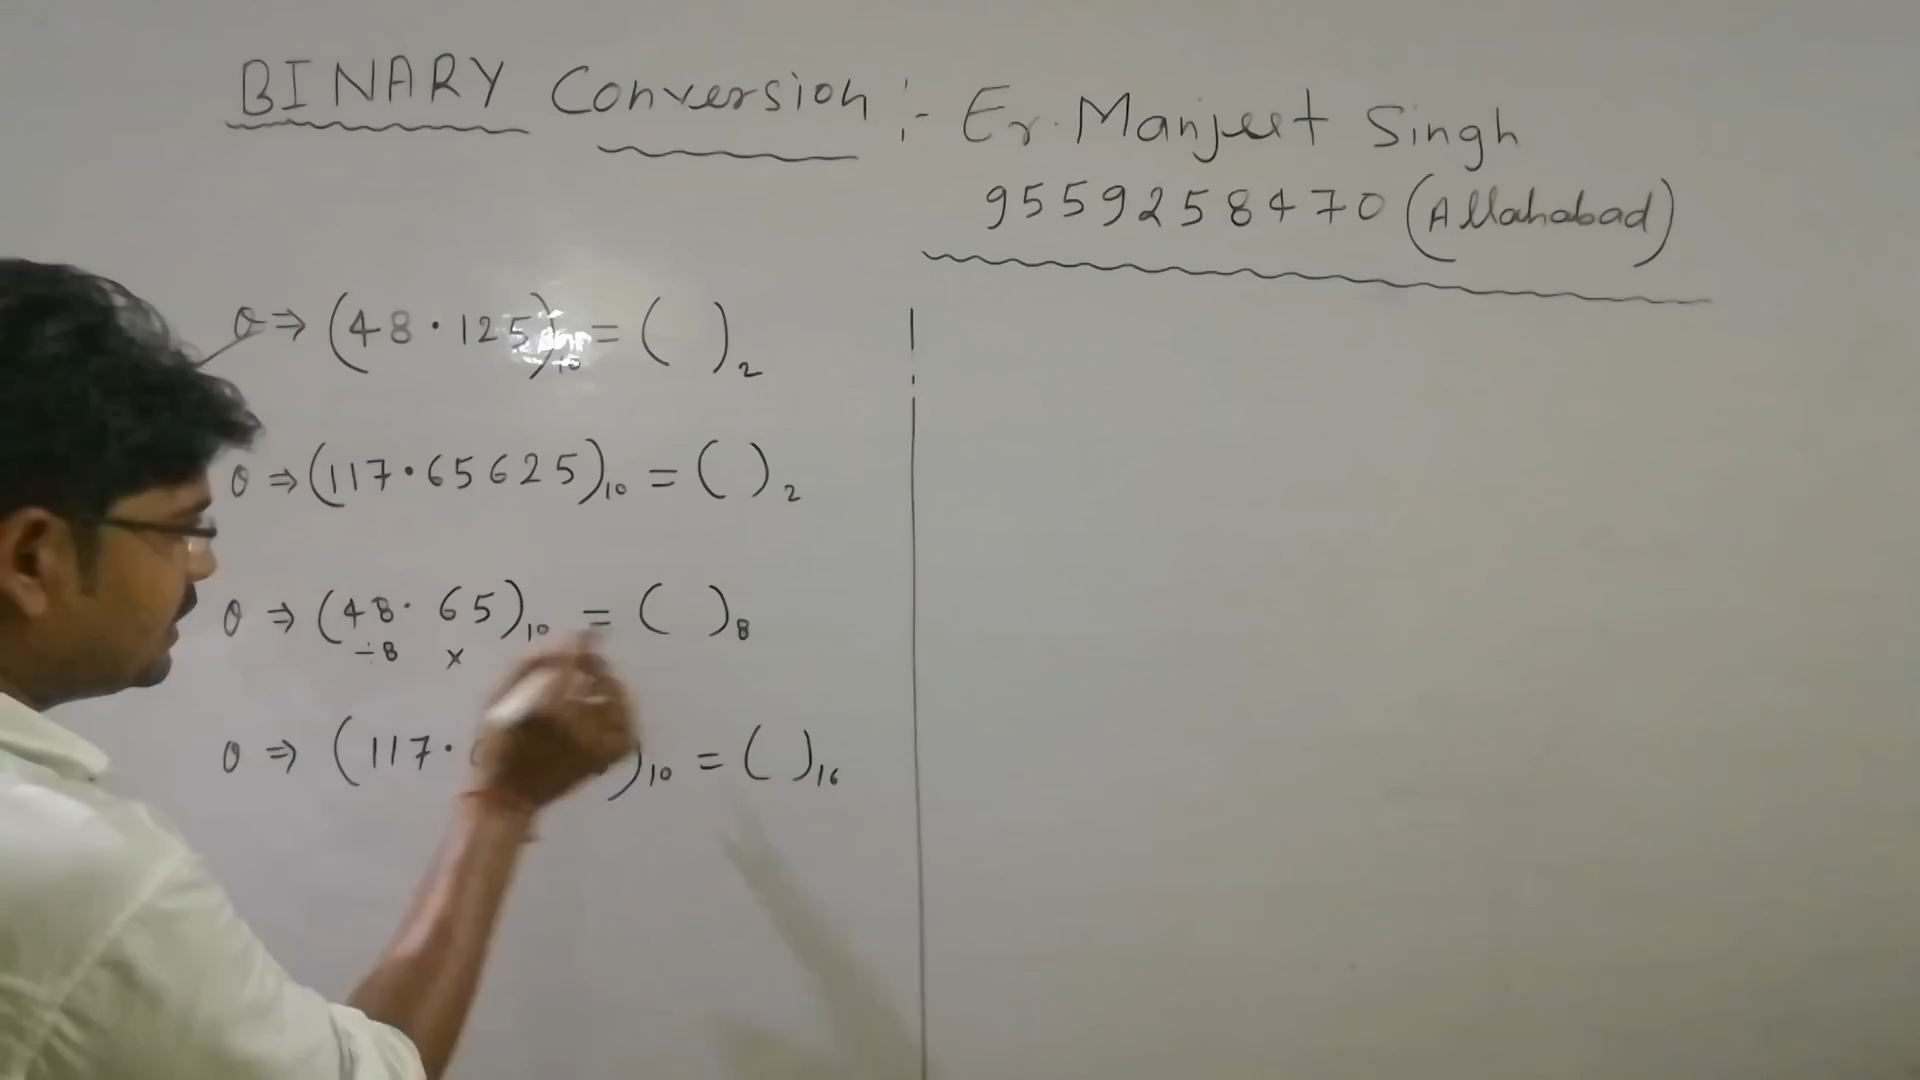 BINARY Conversion :- Er. Manjeet Singh
9559258470 (Allahabad)
Q ⇒ (48.125)10 = ( )2
Q ⇒ (117.65625)10 = ( )2
Q ⇒ (48.65)10 = ( )8
÷8 ×
Q ⇒ (117. )10 = ( )16